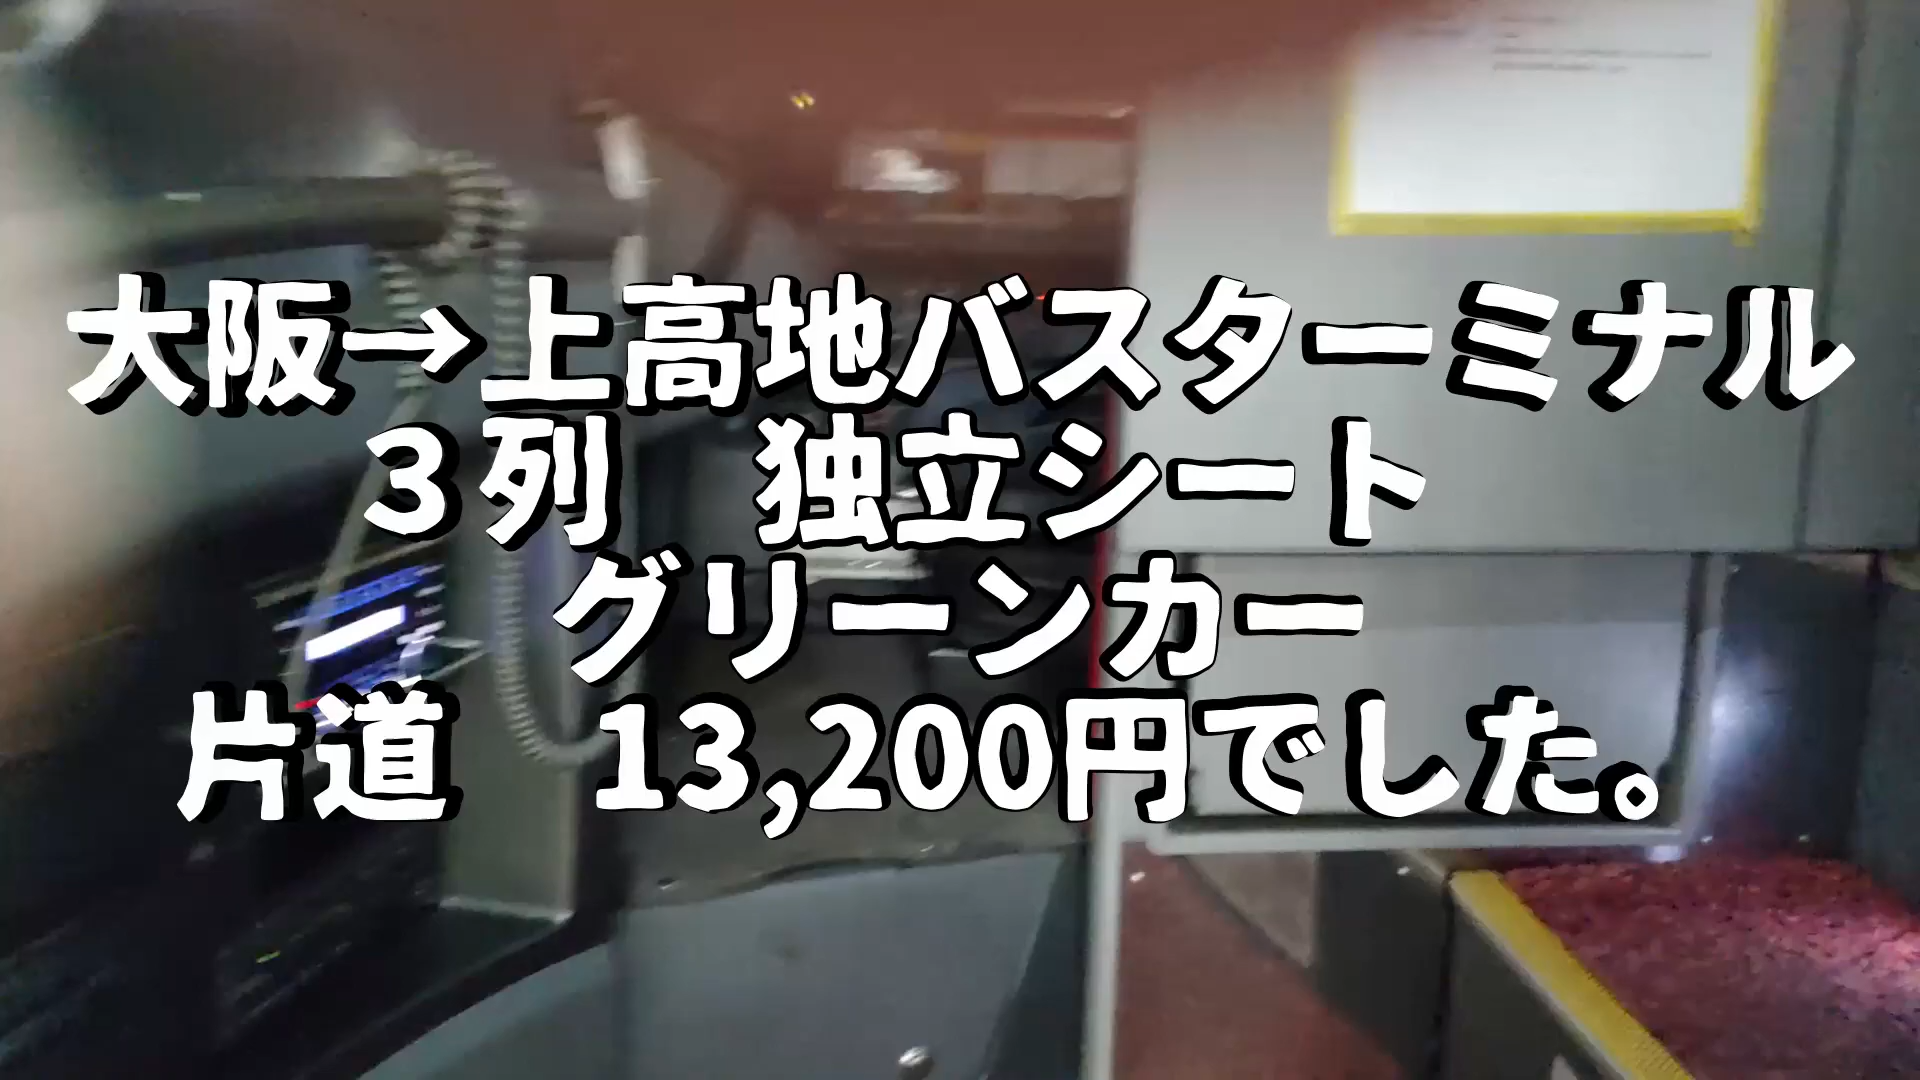 大阪→上高地バスターミナル
３列　独立シート
グリーンカー
片道　13,200円でした。